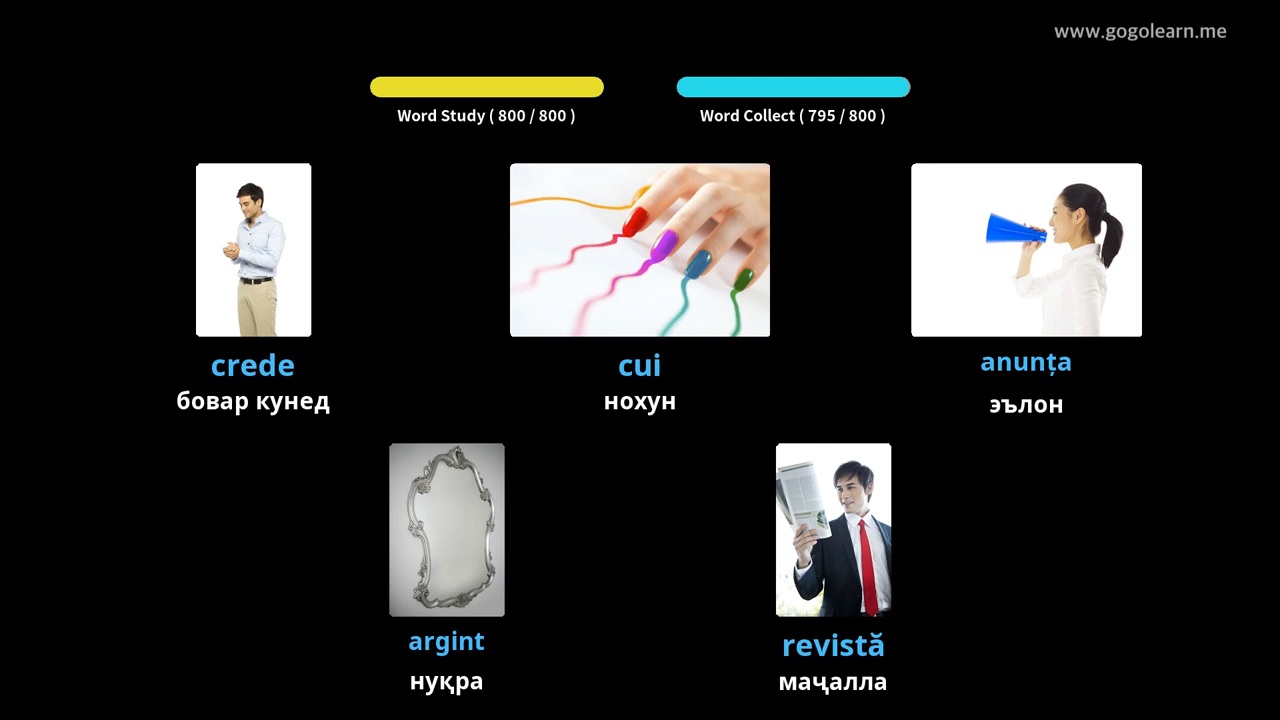 www.gogolearn.me
Word Study ( 800 / 800 )
Word Collect ( 795 / 800 )
crede
бовар кунед
cui
нохун
anunța
эълон
argint
нуқра
revistă
маҷалла